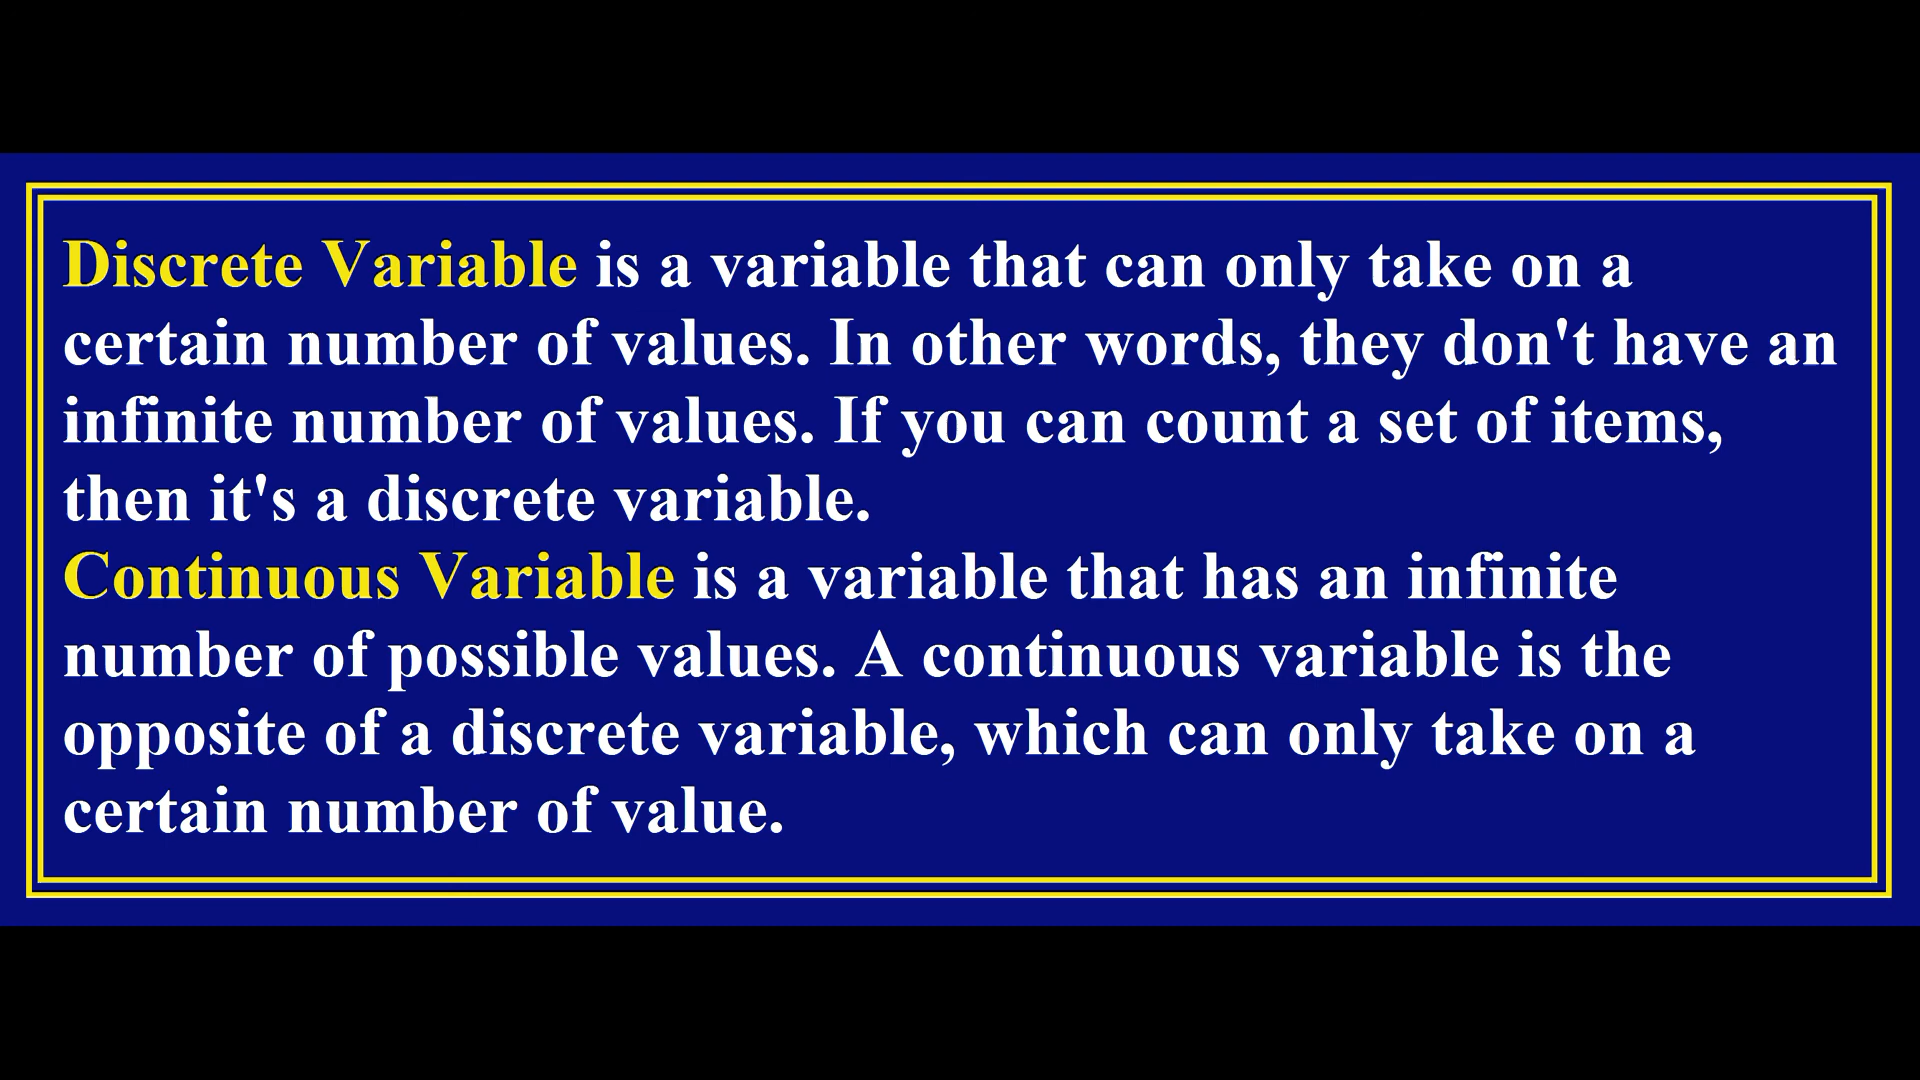 Discrete Variable is a variable that can only take on a
certain number of values. In other words, they don't have an
infinite number of values. If you can count a set of items,
then it's a discrete variable.
Continuous Variable is a variable that has an infinite
number of possible values. A continuous variable is the
opposite of a discrete variable, which can only take on a
certain number of value.